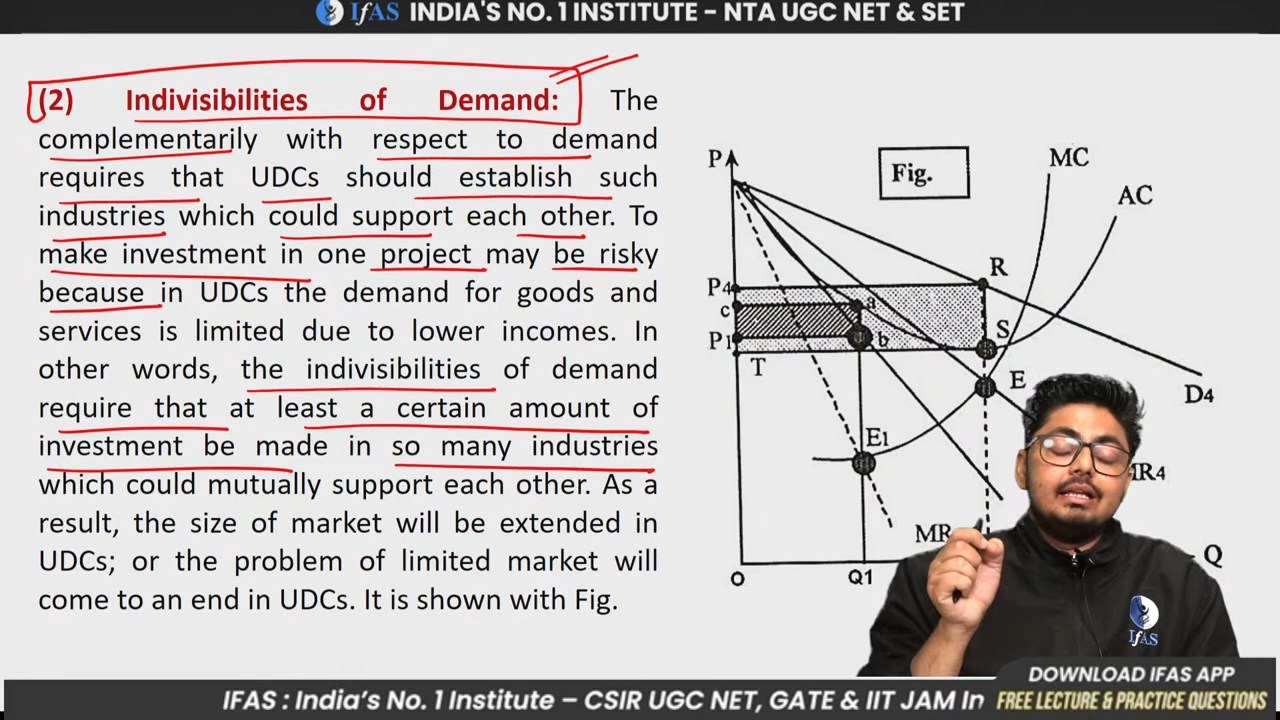 IFAS INDIA'S NO. 1 INSTITUTE – NTA UGC NET & SET
(2) Indivisibilities of Demand: The
complementarily with respect to demand
requires that UDCs should establish such
industries which could support each other. To
make investment in one project may be risky
because in UDCs the demand for goods and
services is limited due to lower incomes. In
other words, the indivisibilities of demand
require that at least a certain amount of
investment be made in so many industries
which could mutually support each other. As a
result, the size of market will be extended in
UDCs; or the problem of limited market will
come to an end in UDCs. It is shown with Fig.
P
Fig.
MC
AC
R
P4
a
c
S
P1
b
T
E
D4
E1
MR4
MR
Q
O
Q1
IFAS
DOWNLOAD IFAS APP
IFAS : India's No. 1 Institute – CSIR UGC NET, GATE & IIT JAM In
FREE LECTURE & PRACTICE QUESTIONS